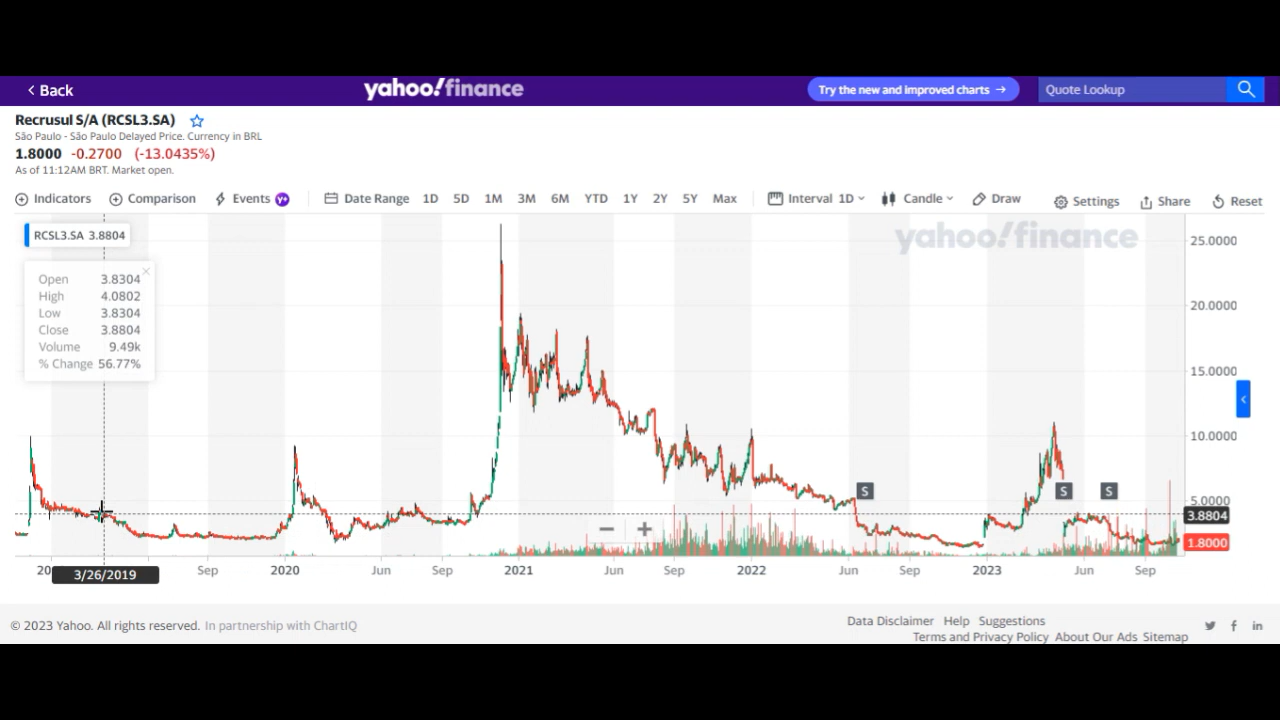 Back
yahoo!finance
Try the new and improved charts →
Quote Lookup
Recrusul S/A (RCSL3.SA)
São Paulo - São Paulo Delayed Price. Currency in BRL
1.8000 -0.2700 (-13.0435%)
As of 11:12AM BRT. Market open.
Indicators Comparison Events Y+ Date Range 1D 5D 1M 3M 6M YTD 1Y 2Y 5Y Max Interval 1D Candle Draw Settings Share Reset
RCSL3.SA 3.8804
yahoo!finance
Open 3.8304
High 4.0802
Low 3.8304
Close 3.8804
Volume 9.49k
% Change 56.77%
25.0000
20.0000
15.0000
10.0000
5.0000
3.8804
1.8000
S S S
20 3/26/2019 Sep 2020 Jun Sep 2021 Jun Sep 2022 Jun Sep 2023 Jun Sep
© 2023 Yahoo. All rights reserved. In partnership with ChartIQ
Data Disclaimer Help Suggestions
Terms and Privacy Policy About Our Ads Sitemap